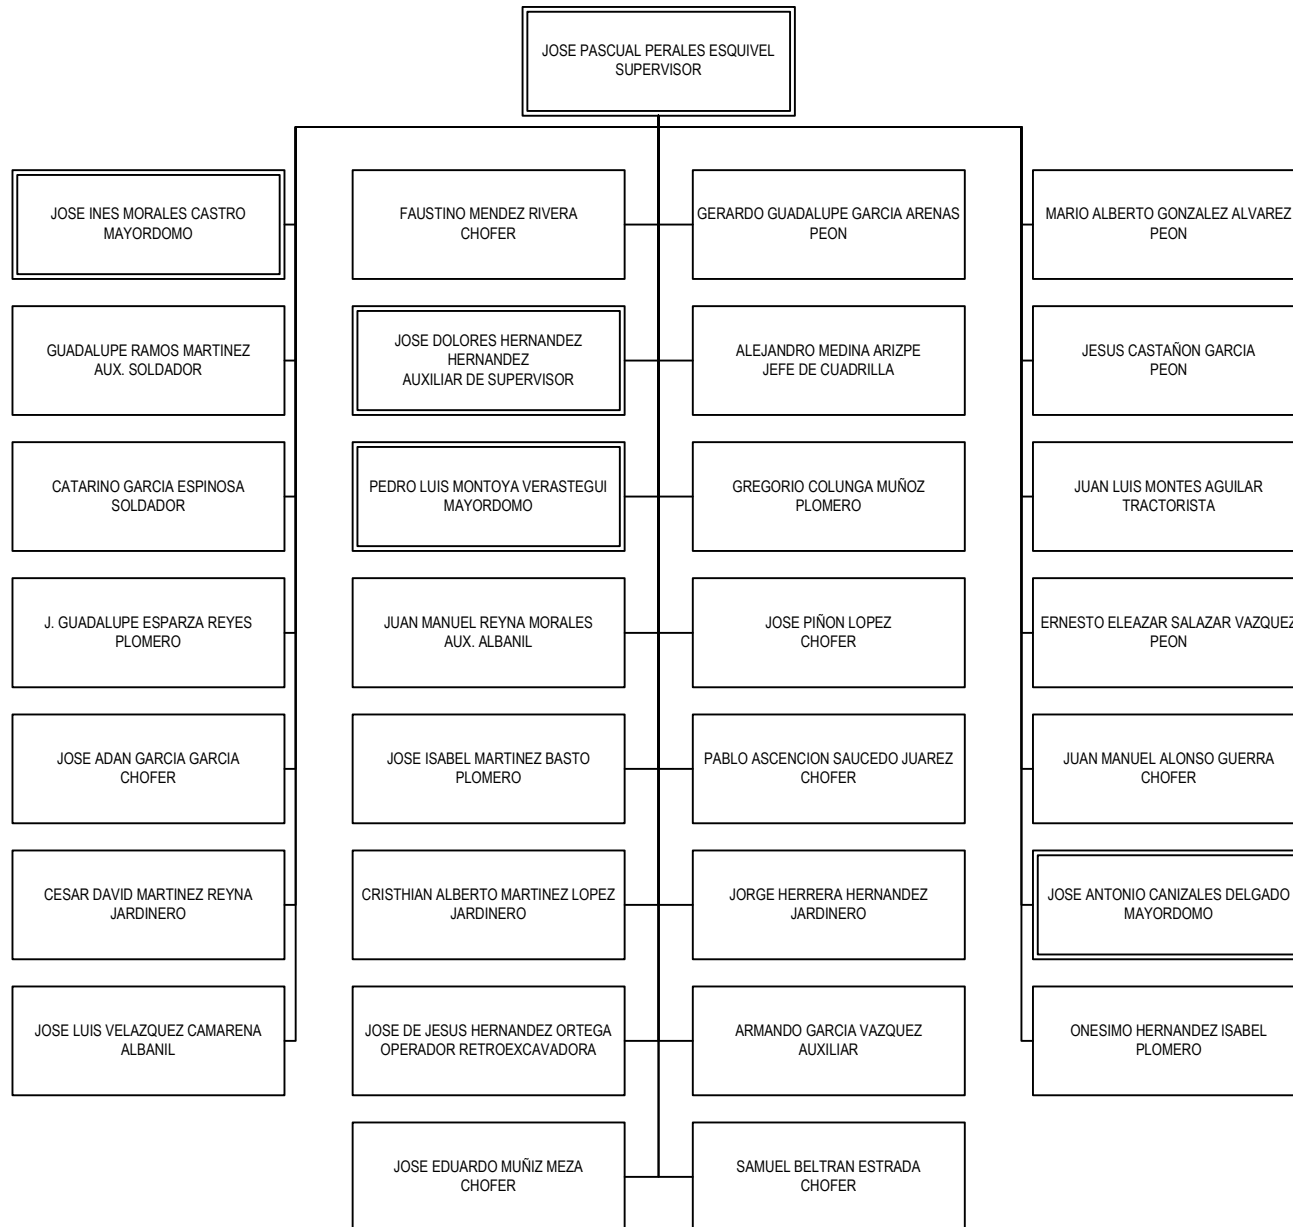 JOSE PASCUAL PERALES ESQUIVEL
SUPERVISOR
JOSE INES MORALES CASTRO
MAYORDOMO
FAUSTINO MENDEZ RIVERA
CHOFER
GERARDO GUADALUPE GARCIA ARENAS
PEON
MARIO ALBERTO GONZALEZ ALVAREZ
PEON
GUADALUPE RAMOS MARTINEZ
AUX. SOLDADOR
JOSE DOLORES HERNANDEZ
HERNANDEZ
AUXILIAR DE SUPERVISOR
ALEJANDRO MEDINA ARIZPE
JEFE DE CUADRILLA
JESUS CASTAÑON GARCIA
PEON
CATARINO GARCIA ESPINOSA
SOLDADOR
PEDRO LUIS MONTOYA VERASTEGUI
MAYORDOMO
GREGORIO COLUNGA MUÑOZ
PLOMERO
JUAN LUIS MONTES AGUILAR
TRACTORISTA
J. GUADALUPE ESPARZA REYES
PLOMERO
JUAN MANUEL REYNA MORALES
AUX. ALBANIL
JOSE PIÑON LOPEZ
CHOFER
ERNESTO ELEAZAR SALAZAR VAZQUEZ
PEON
JOSE ADAN GARCIA GARCIA
CHOFER
JOSE ISABEL MARTINEZ BASTO
PLOMERO
PABLO ASCENCION SAUCEDO JUAREZ
CHOFER
JUAN MANUEL ALONSO GUERRA
CHOFER
CESAR DAVID MARTINEZ REYNA
JARDINERO
CRISTHIAN ALBERTO MARTINEZ LOPEZ
JARDINERO
JORGE HERRERA HERNANDEZ
JARDINERO
JOSE ANTONIO CANIZALES DELGADO
MAYORDOMO
JOSE LUIS VELAZQUEZ CAMARENA
ALBANIL
JOSE DE JESUS HERNANDEZ ORTEGA
OPERADOR RETROEXCAVADORA
ARMANDO GARCIA VAZQUEZ
AUXILIAR
ONESIMO HERNANDEZ ISABEL
PLOMERO
JOSE EDUARDO MUÑIZ MEZA
CHOFER
SAMUEL BELTRAN ESTRADA
CHOFER